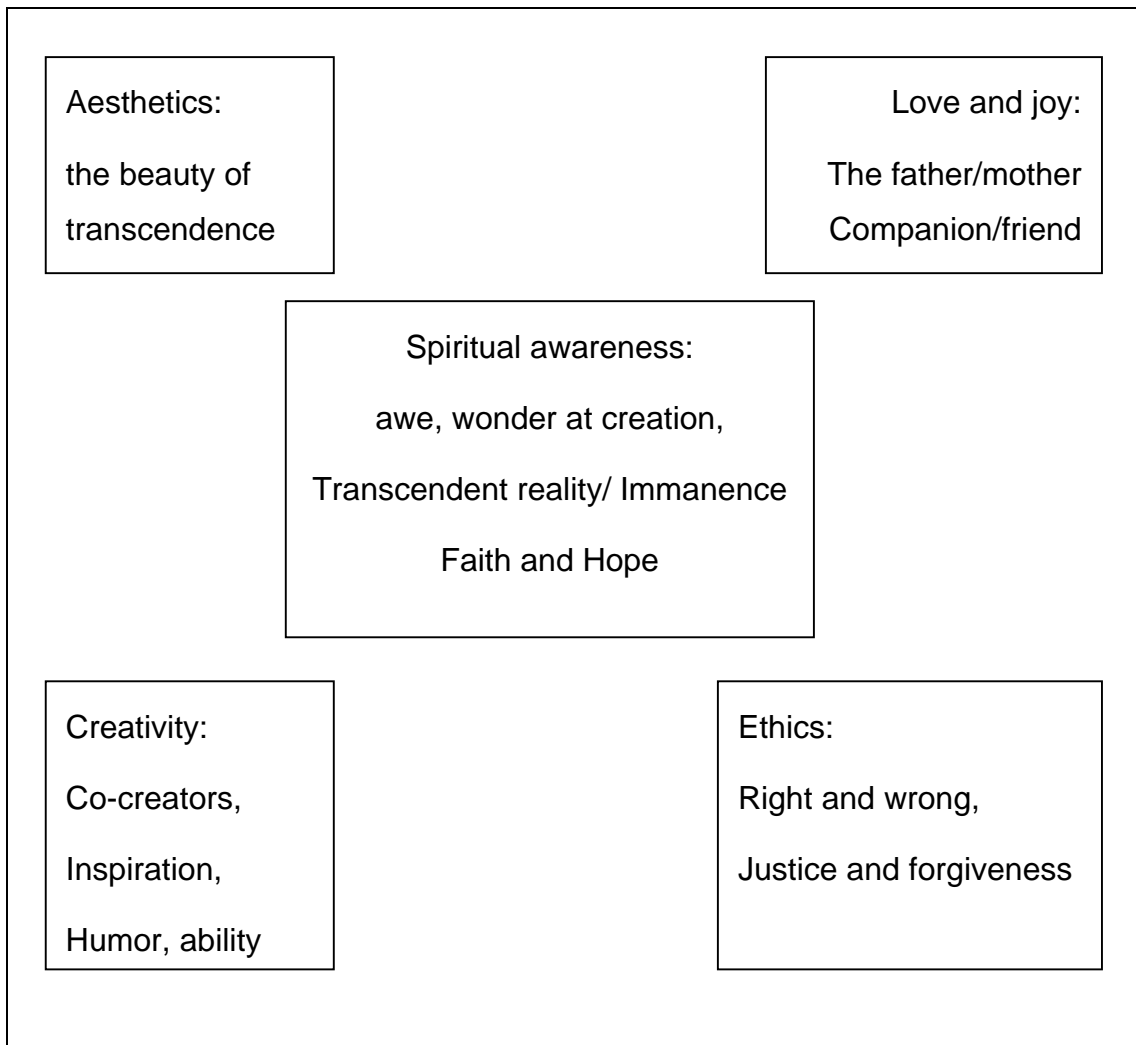 Aesthetics:
the beauty of
transcendence
Love and joy:
The father/mother
Companion/friend
Spiritual awareness:
awe, wonder at creation,
Transcendent reality/ Immanence
Faith and Hope
Creativity:
Co-creators,
Inspiration,
Humor, ability
Ethics:
Right and wrong,
Justice and forgiveness